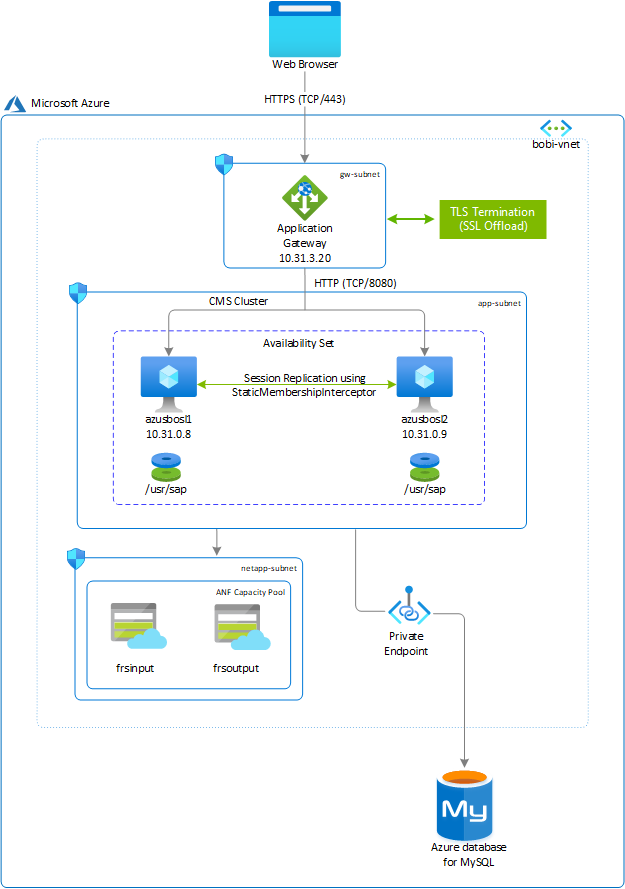 Web Browser
HTTPS (TCP/443)
Microsoft Azure
bobi-vnet
gw-subnet
Application
Gateway
10.31.3.20
TLS Termination
(SSL Offload)
HTTP (TCP/8080)
CMS Cluster
app-subnet
Availability Set
Session Replication using
StaticMembershipInterceptor
azusbosl1
10.31.0.8
azusbosl2
10.31.0.9
/usr/sap
/usr/sap
netapp-subnet
ANF Capacity Pool
frsinput
frsoutput
Private
Endpoint
My
Azure database
for MySQL